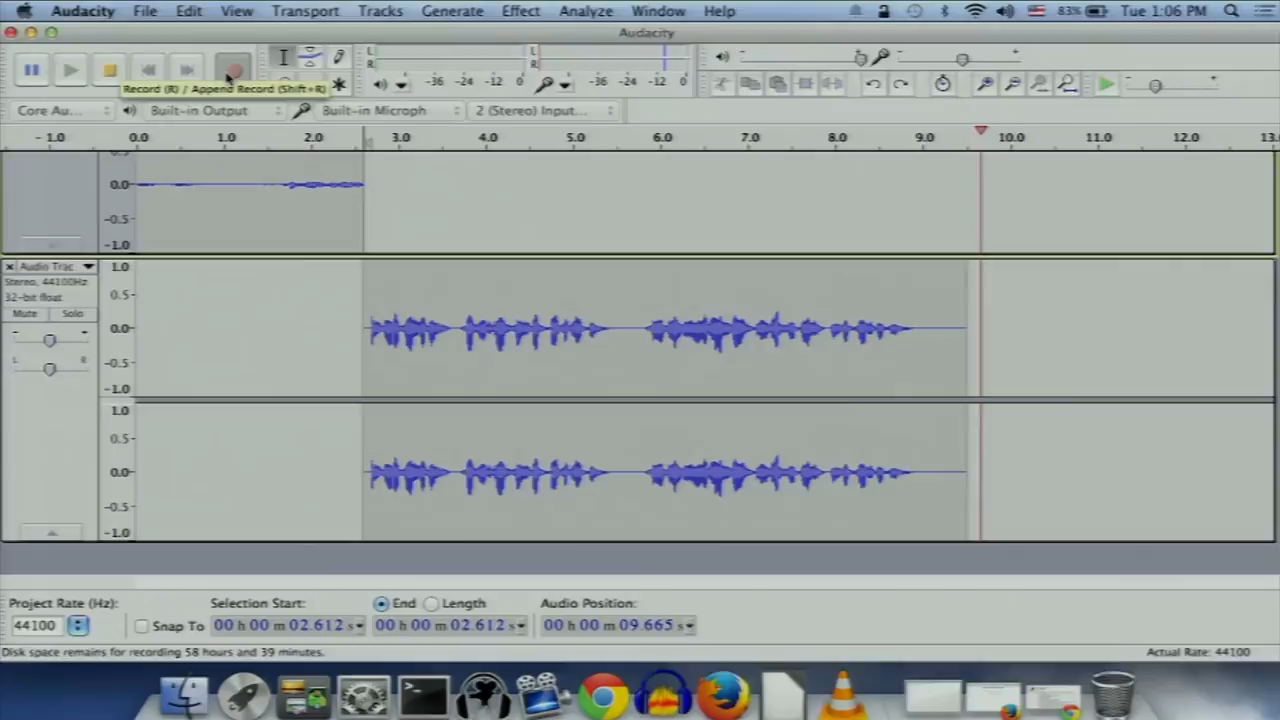 Audacity File Edit View Transport Tracks Generate Effect Analyze Window Help 83% Tue 1:06 PM
Audacity
L R -36 -24 -12 0 L R -36 -24 -12 0
Record (R) / Append Record (Shift+R)
Core Au... Built-in Output Built-in Microph 2 (Stereo) Input...
-1.0 0.0 1.0 2.0 3.0 4.0 5.0 6.0 7.0 8.0 9.0 10.0 11.0 12.0 13.0
0.5
0.0
-0.5
-1.0
Audio Trac 1.0
Stereo, 44100Hz
32-bit float 0.5
Mute Solo
0.0
L R
-0.5
-1.0
1.0
0.5
0.0
-0.5
-1.0
Project Rate (Hz): Selection Start: End Length Audio Position:
44100 Snap To 00 h 00 m 02.612 s 00 h 00 m 02.612 s 00 h 00 m 09.665 s
Disk space remains for recording 58 hours and 39 minutes. Actual Rate: 44100